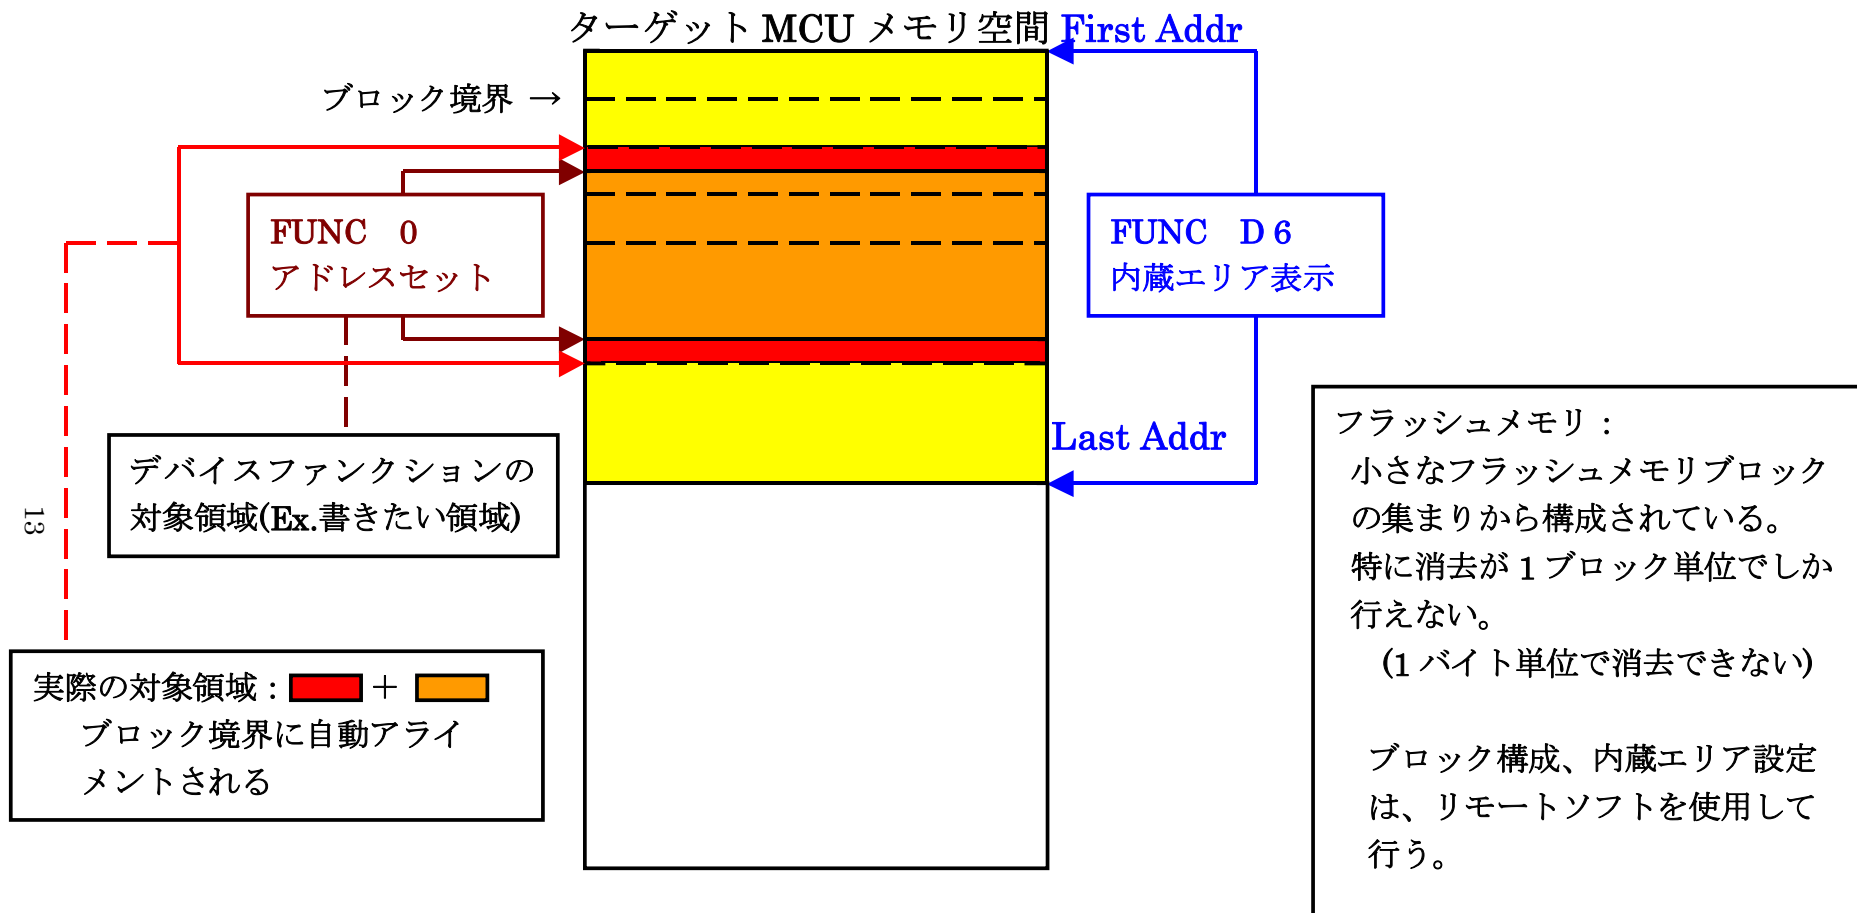 ターゲット MCU メモリ空間
First Addr
ブロック境界 →
FUNC 0
アドレスセット
FUNC D6
内蔵エリア表示
Last Addr
デバイスファンクションの
対象領域(Ex.書きたい領域)
13
実際の対象領域： ＋
ブロック境界に自動アライ
メントされる
フラッシュメモリ：
小さなフラッシュメモリブロック
の集まりから構成されている。
特に消去が 1 ブロック単位でしか
行えない。
(1 バイト単位で消去できない)
ブロック構成、内蔵エリア設定
は、リモートソフトを使用して
行う。